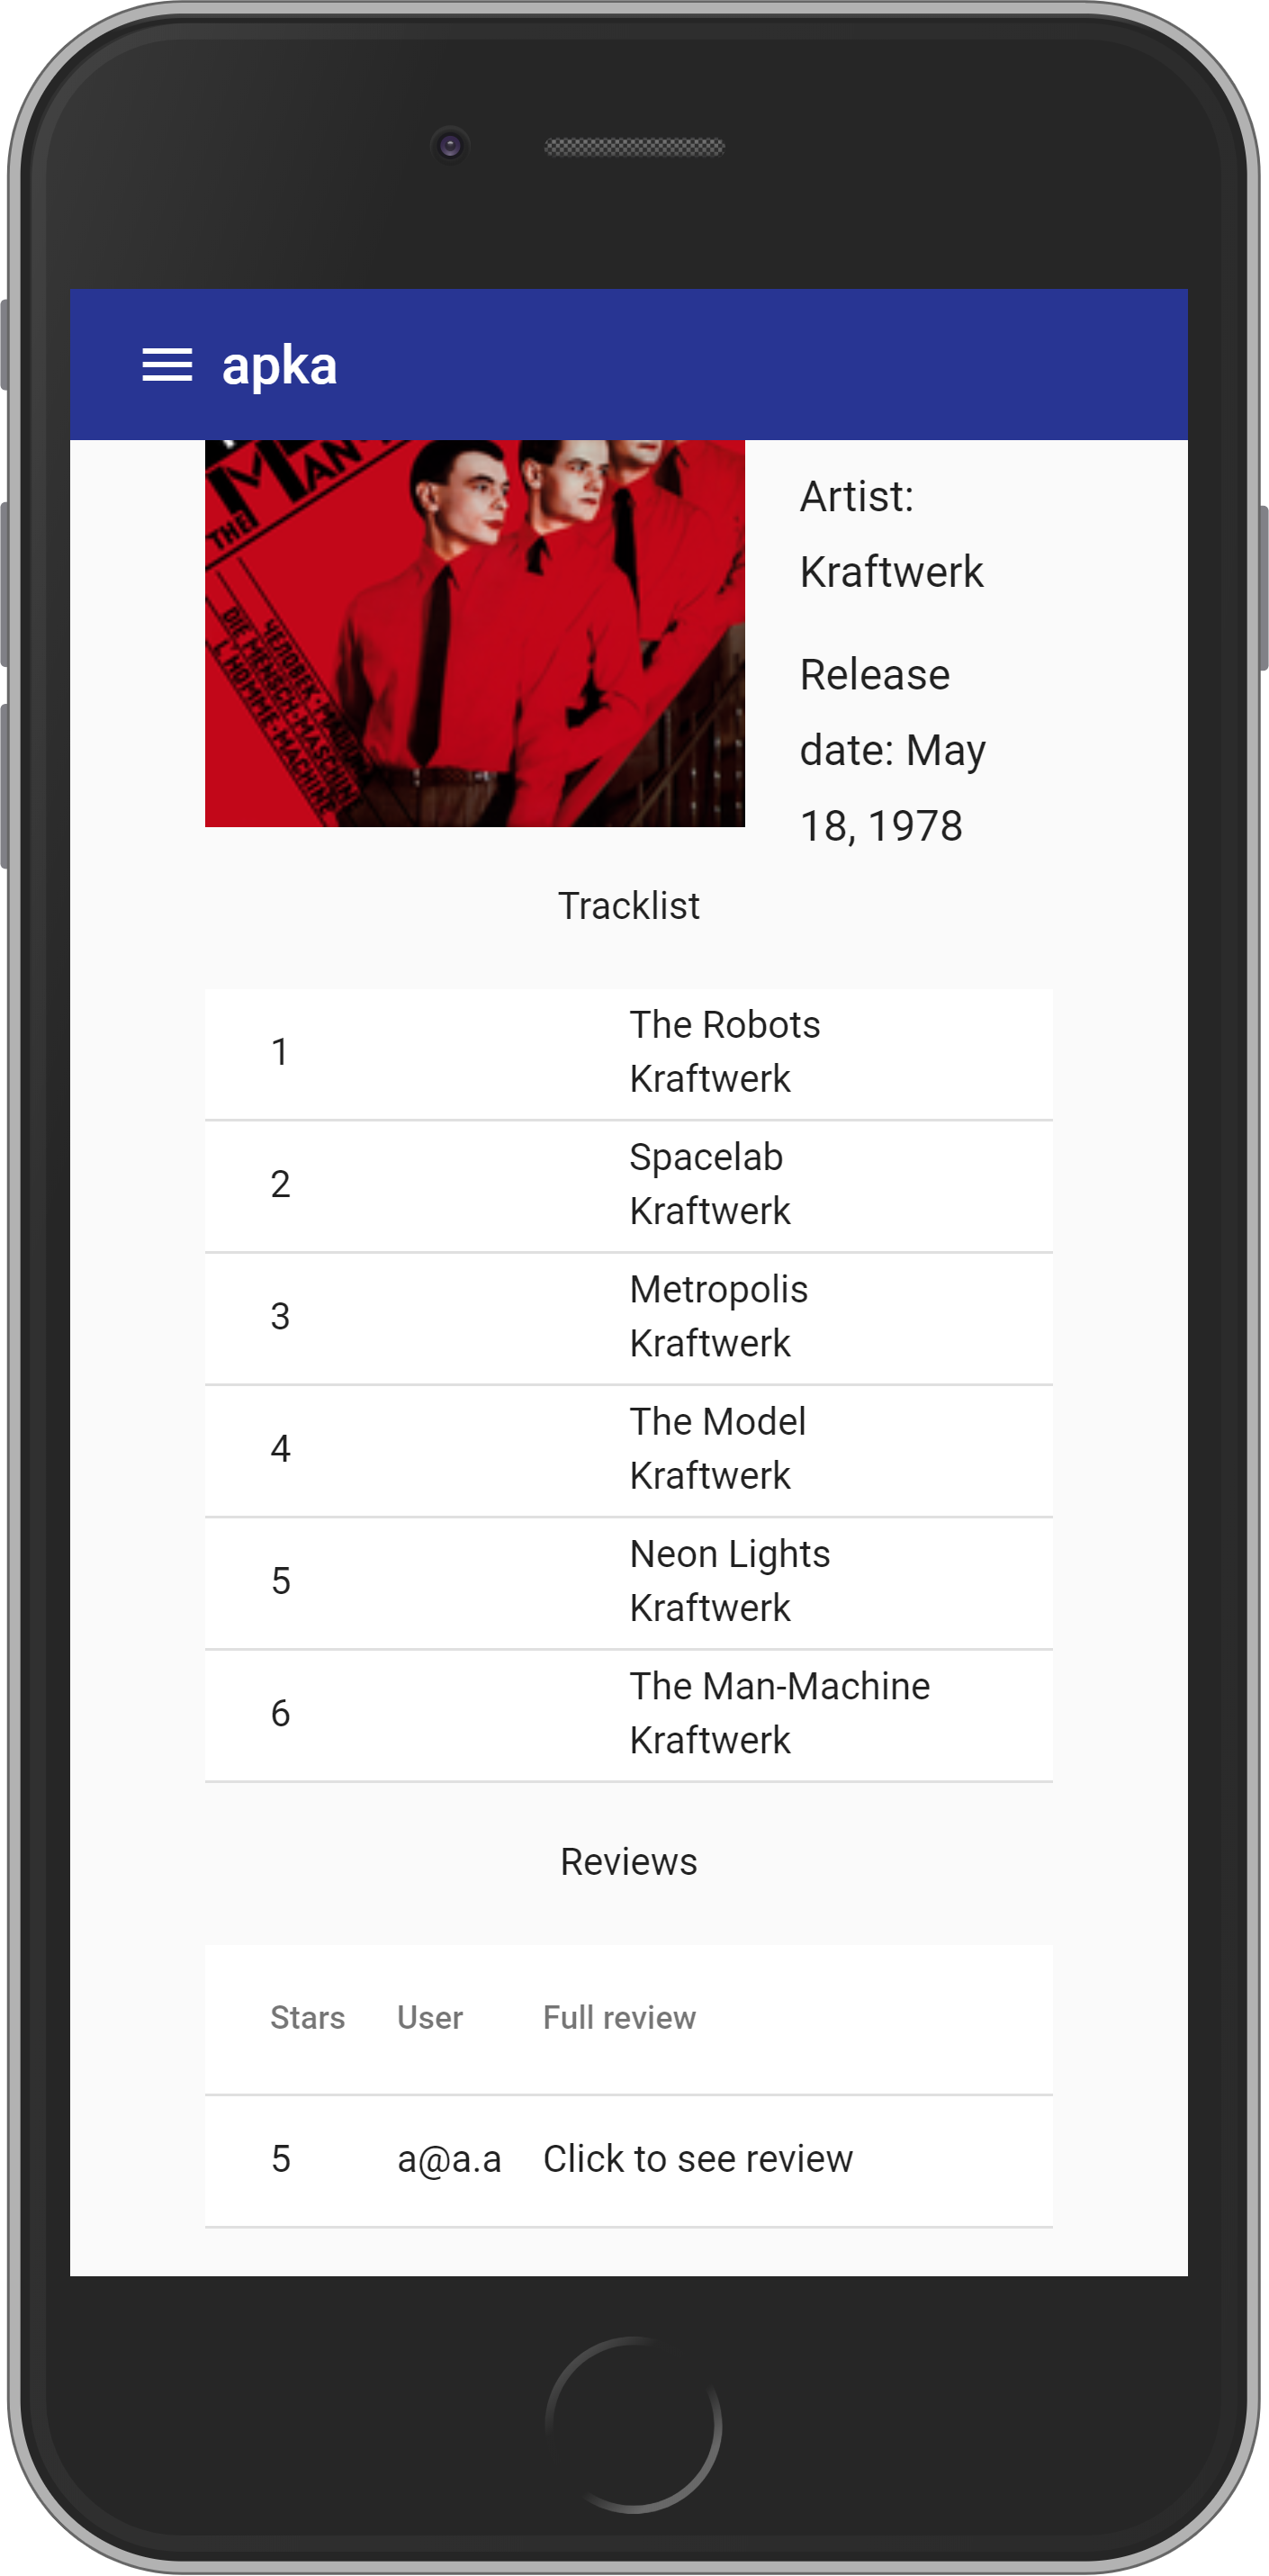 apka
THE MAN
ЧЕЛОВЕК·МАШИНА
DIE MENSCH·MASCHINE
L'HOMME·MACHINE
Artist:
Kraftwerk
Release
date: May
18, 1978
Tracklist
1
The Robots
Kraftwerk
2
Spacelab
Kraftwerk
3
Metropolis
Kraftwerk
4
The Model
Kraftwerk
5
Neon Lights
Kraftwerk
6
The Man-Machine
Kraftwerk
Reviews
Stars User Full review
5 a@a.a Click to see review